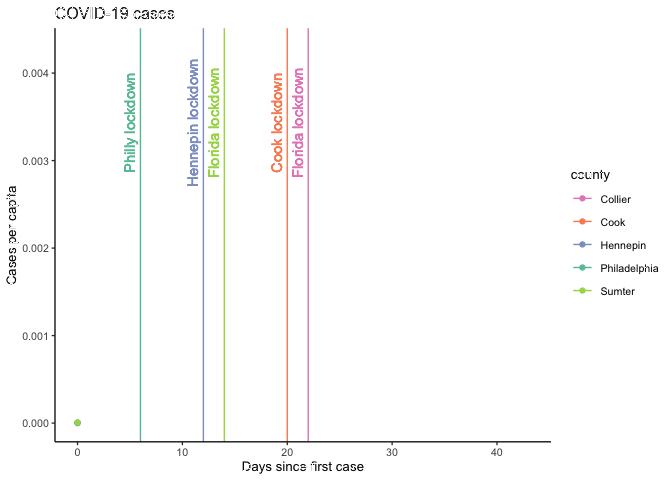 COVID-19 cases
Cases per capita
0.004
0.003
0.002
0.001
0.000
Philly lockdown
Hennepin lockdown
Florida lockdown
Cook lockdown
Florida lockdown
0
10
20
30
40
Days since first case
county
Collier
Cook
Hennepin
Philadelphia
Sumter